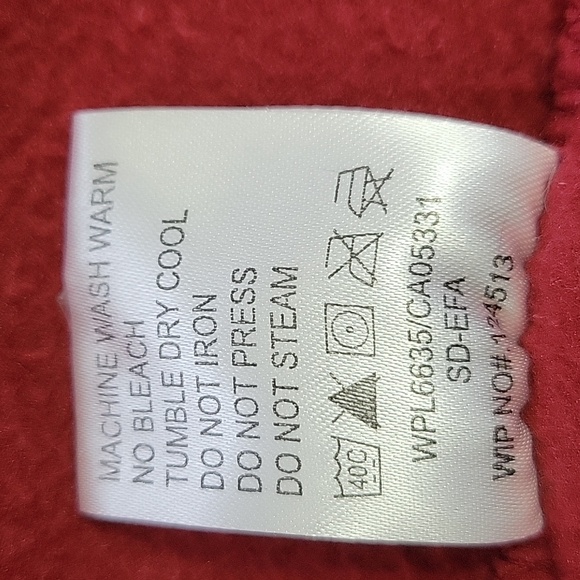 MACHINE WASH WARM
NO BLEACH
TUMBLE DRY COOL
DO NOT IRON
DO NOT PRESS
DO NOT STEAM
40C
WPL6635/CA05331
SD-EFA
WIP NO# 124513